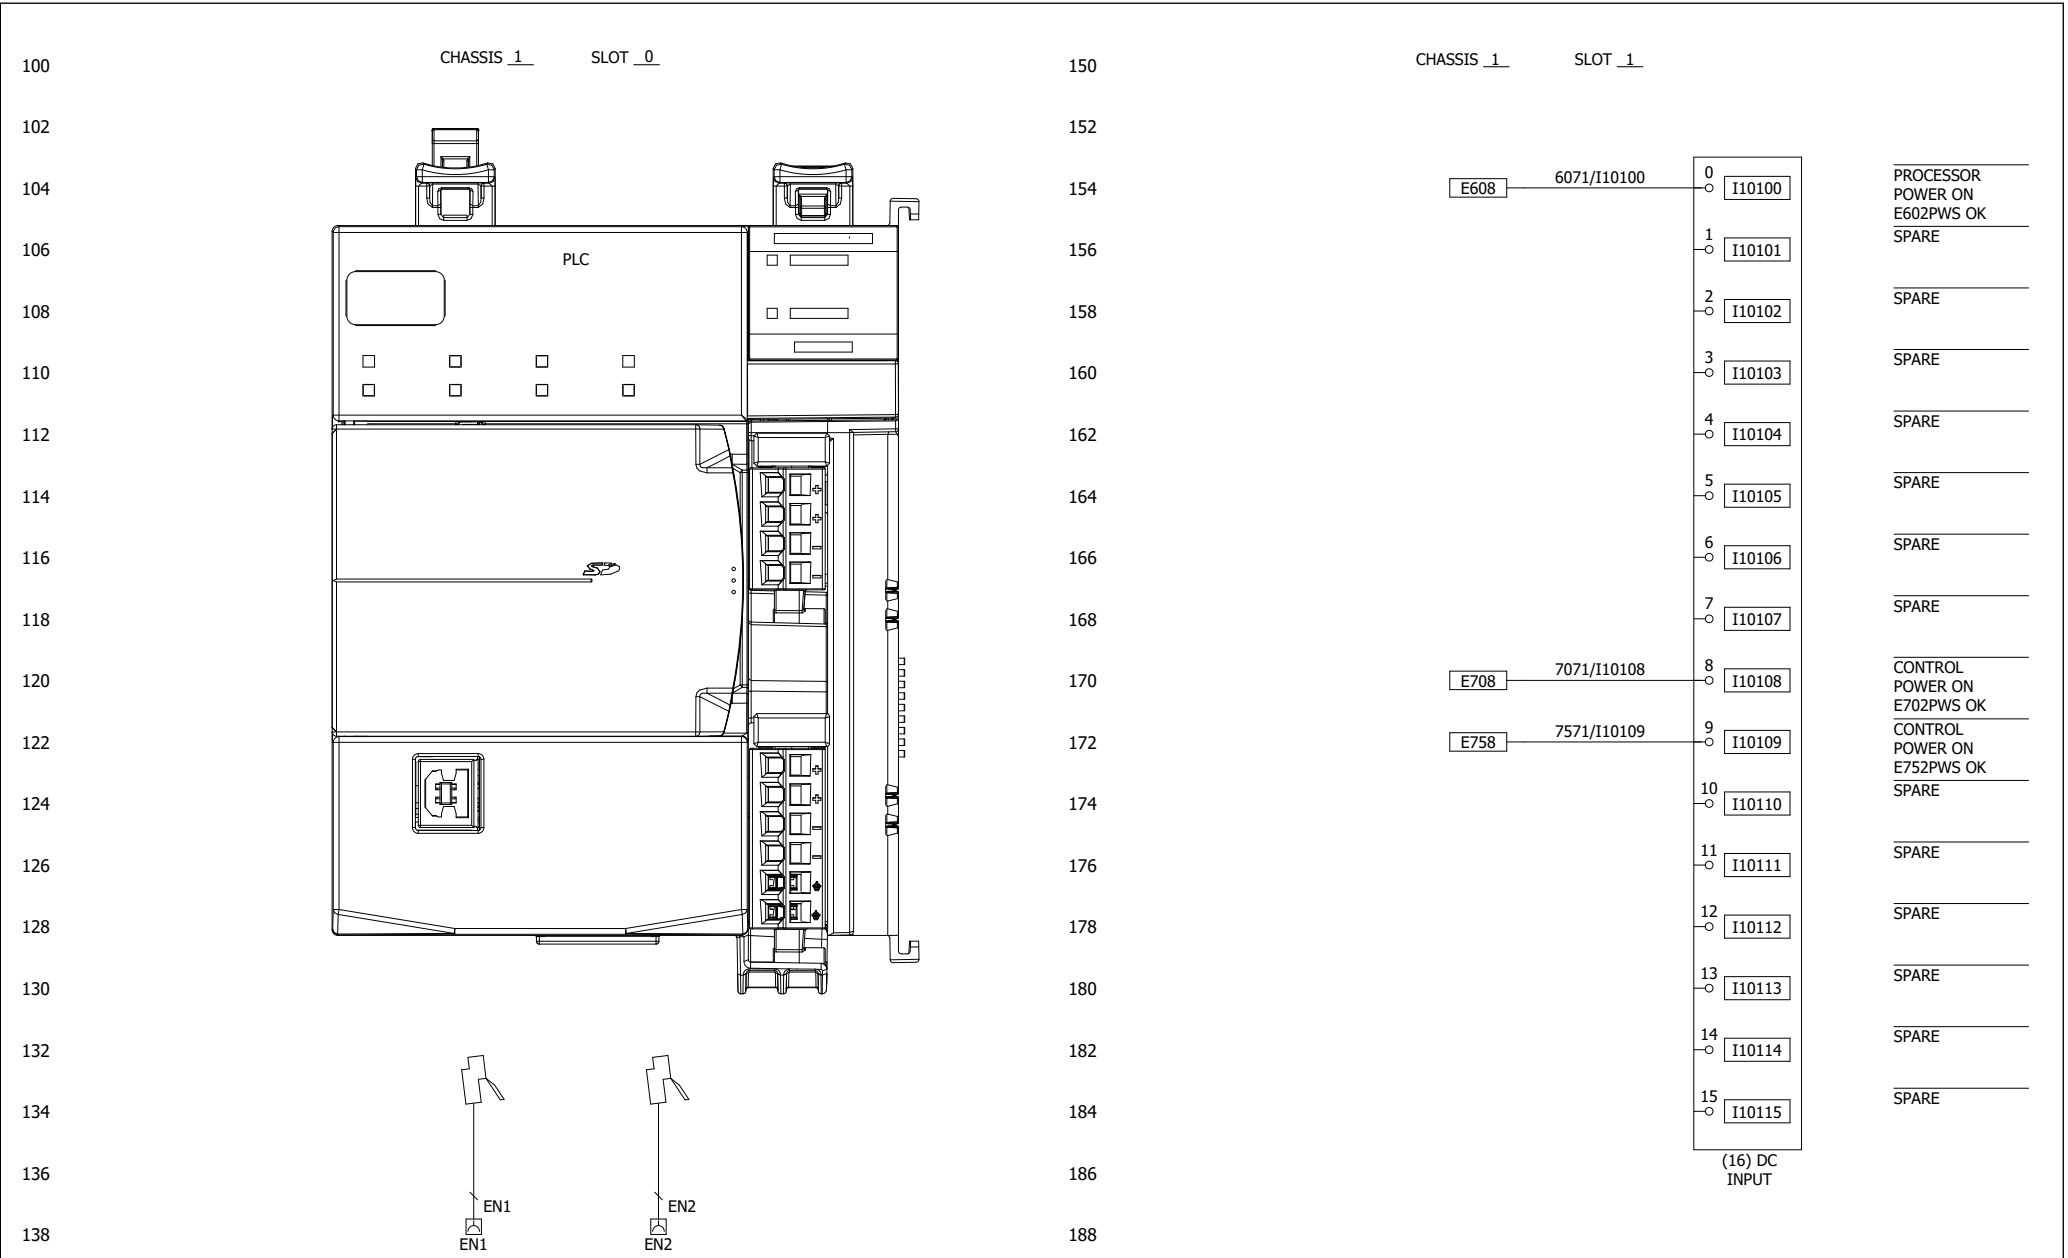 CHASSIS 1 SLOT 0
100
102
104
106
108
110
112
114
116
118
120
122
124
126
128
130
132
134
136
138
PLC
SD
+
+
-
-
+
+
-
-
EN1
EN2
EN1
EN2
CHASSIS 1 SLOT 1
150
152
154
156
158
160
162
164
166
168
170
172
174
176
178
180
182
184
186
188
E608 6071/I10100 0 I10100
PROCESSOR
POWER ON
E602PWS OK
1 I10101 SPARE
2 I10102 SPARE
3 I10103 SPARE
4 I10104 SPARE
5 I10105 SPARE
6 I10106 SPARE
7 I10107 SPARE
E708 7071/I10108 8 I10108
CONTROL
POWER ON
E702PWS OK
E758 7571/I10109 9 I10109
CONTROL
POWER ON
E752PWS OK
10 I10110 SPARE
11 I10111 SPARE
12 I10112 SPARE
13 I10113 SPARE
14 I10114 SPARE
15 I10115 SPARE
(16) DC
INPUT